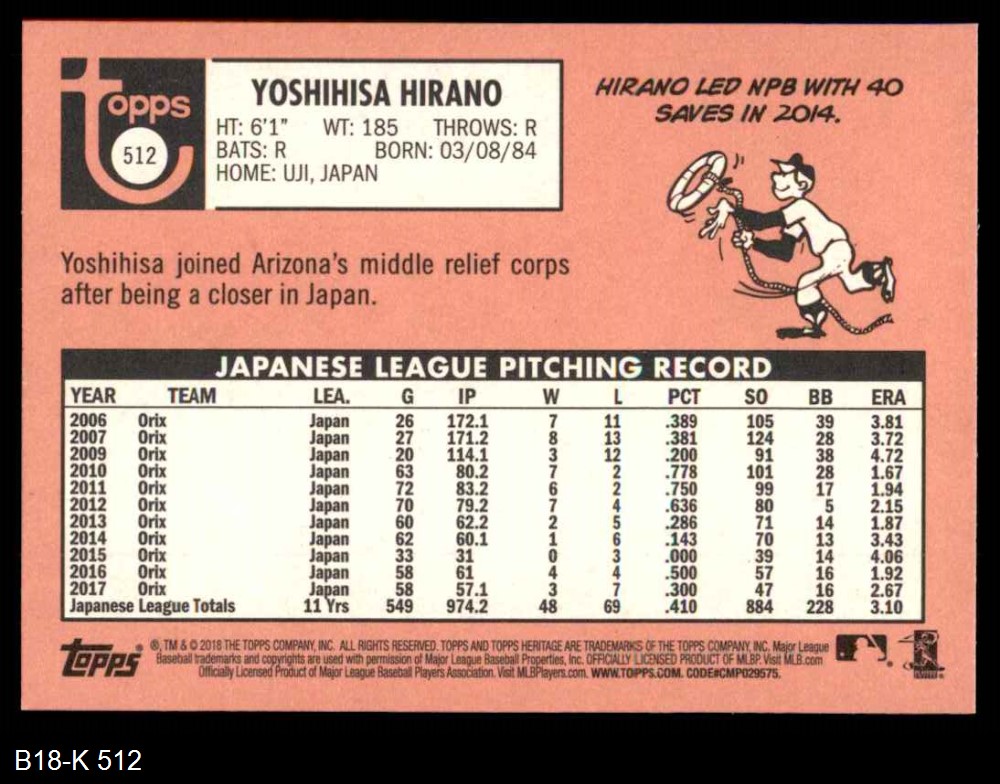 Topps
512
YOSHIHISA HIRANO
HT: 6'1" WT: 185 THROWS: R
BATS: R BORN: 03/08/84
HOME: UJI, JAPAN
HIRANO LED NPB WITH 40
SAVES IN 2014.
Yoshihisa joined Arizona's middle relief corps
after being a closer in Japan.
JAPANESE LEAGUE PITCHING RECORD
YEAR TEAM LEA. G IP W L PCT SO BB ERA
2006 Orix Japan 26 172.1 7 11 .389 105 39 3.81
2007 Orix Japan 27 171.2 8 13 .381 124 28 3.72
2009 Orix Japan 20 114.1 3 12 .200 91 38 4.72
2010 Orix Japan 63 80.2 7 2 .778 101 28 1.67
2011 Orix Japan 72 83.2 6 2 .750 99 17 1.94
2012 Orix Japan 70 79.2 7 4 .636 80 5 2.15
2013 Orix Japan 60 62.2 2 5 .286 71 14 1.87
2014 Orix Japan 62 60.1 1 6 .143 70 13 3.43
2015 Orix Japan 33 31 0 3 .000 39 14 4.06
2016 Orix Japan 58 61 4 4 .500 57 16 1.92
2017 Orix Japan 58 57.1 3 7 .300 47 16 2.67
Japanese League Totals 11 Yrs 549 974.2 48 69 .410 884 228 3.10
Topps
®, TM & © 2018 THE TOPPS COMPANY, INC. ALL RIGHTS RESERVED. TOPPS AND TOPPS HERITAGE ARE TRADEMARKS OF THE TOPPS COMPANY, INC. Major League
Baseball trademarks and copyrights are used with permission of Major League Baseball Properties, Inc. OFFICIALLY LICENSED PRODUCT OF MLBP. Visit MLB.com
Officially Licensed Product of Major League Baseball Players Association. Visit MLBPlayers.com. WWW.TOPPS.COM. CODE#CMP029575.
B18-K 512